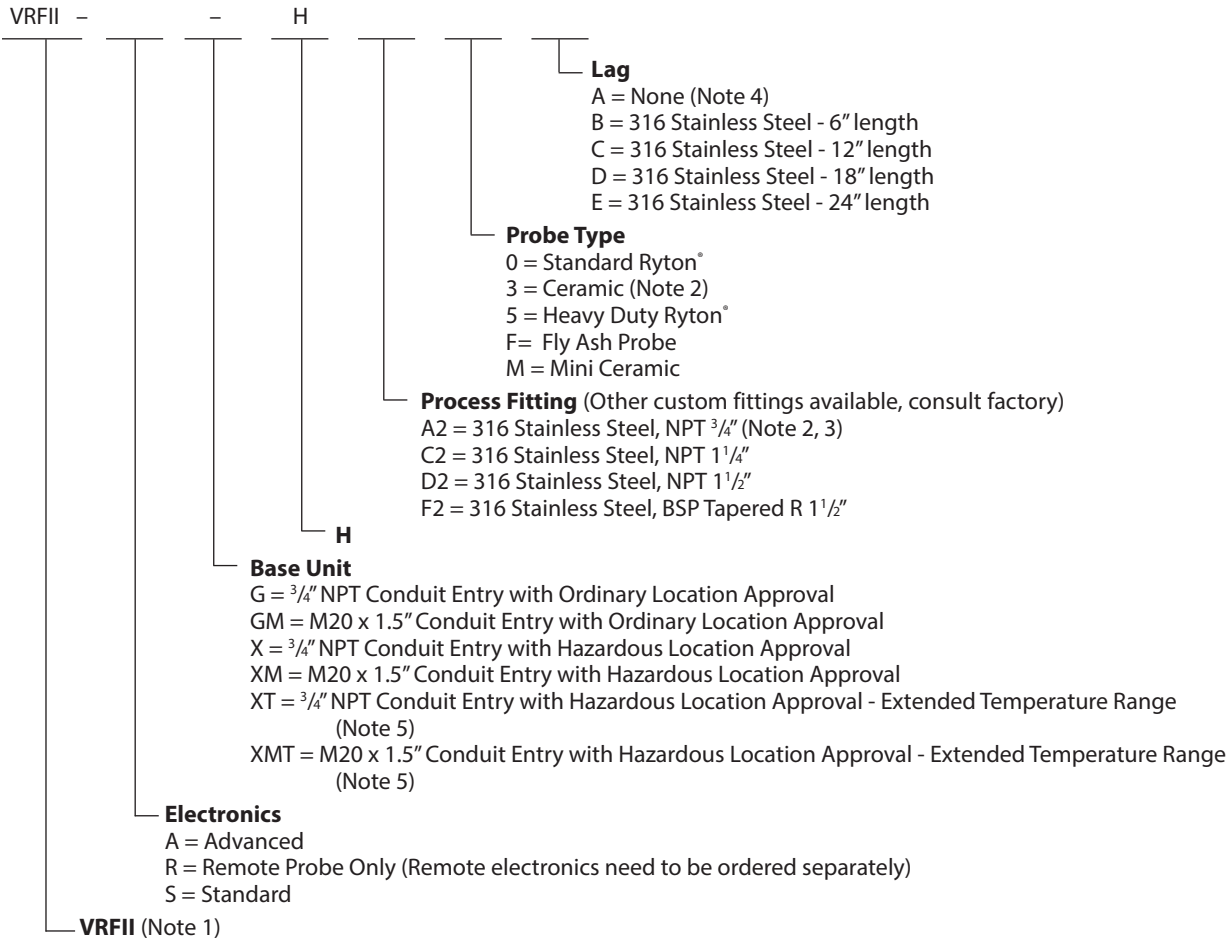 VRFII – – H
Lag
A = None (Note 4)
B = 316 Stainless Steel - 6” length
C = 316 Stainless Steel - 12” length
D = 316 Stainless Steel - 18” length
E = 316 Stainless Steel - 24” length
Probe Type
0 = Standard Ryton®
3 = Ceramic (Note 2)
5 = Heavy Duty Ryton®
F= Fly Ash Probe
M = Mini Ceramic
Process Fitting (Other custom fittings available, consult factory)
A2 = 316 Stainless Steel, NPT 3/4” (Note 2, 3)
C2 = 316 Stainless Steel, NPT 1 1/4”
D2 = 316 Stainless Steel, NPT 1 1/2”
F2 = 316 Stainless Steel, BSP Tapered R 1 1/2”
H
Base Unit
G = 3/4” NPT Conduit Entry with Ordinary Location Approval
GM = M20 x 1.5” Conduit Entry with Ordinary Location Approval
X = 3/4” NPT Conduit Entry with Hazardous Location Approval
XM = M20 x 1.5” Conduit Entry with Hazardous Location Approval
XT = 3/4” NPT Conduit Entry with Hazardous Location Approval - Extended Temperature Range
(Note 5)
XMT = M20 x 1.5” Conduit Entry with Hazardous Location Approval - Extended Temperature Range
(Note 5)
Electronics
A = Advanced
R = Remote Probe Only (Remote electronics need to be ordered separately)
S = Standard
VRFII (Note 1)